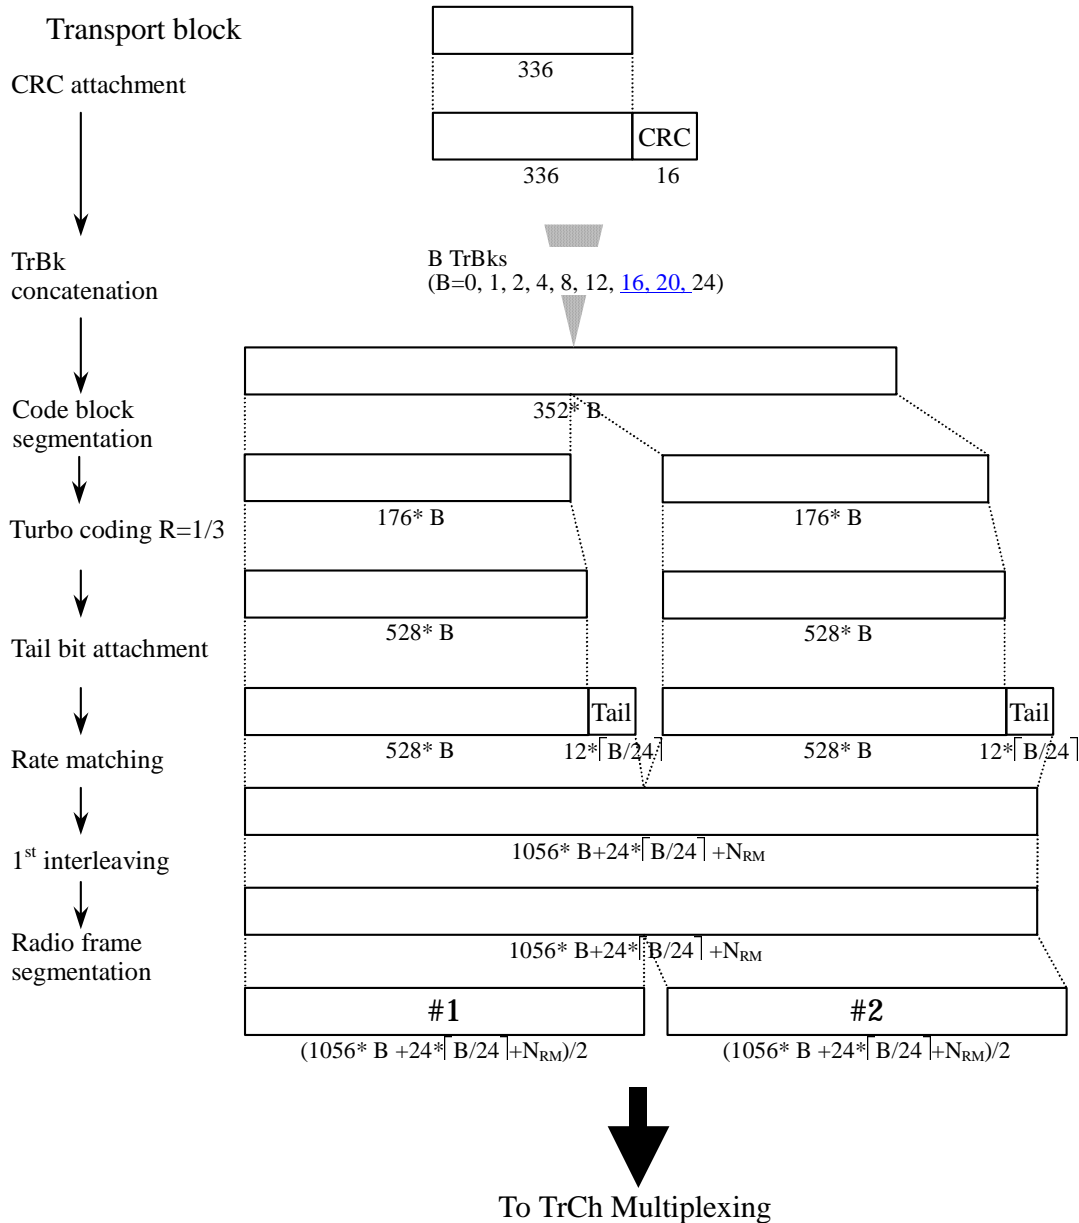 Transport block
336
CRC attachment
CRC
336 16
TrBk
concatenation
B TrBks
(B=0, 1, 2, 4, 8, 12, 16, 20, 24)
352* B
Code block
segmentation
176* B 176* B
Turbo coding R=1/3
528* B 528* B
Tail bit attachment
Tail Tail
528* B 12*⌈B/24⌉ 528* B 12*⌈B/24⌉
Rate matching
1056* B+24*⌈B/24⌉ +NRM
1st interleaving
1056* B+24*⌈B/24⌉ +NRM
Radio frame
segmentation
#1 #2
(1056* B +24*⌈B/24⌉+NRM)/2 (1056* B +24*⌈B/24⌉+NRM)/2
To TrCh Multiplexing